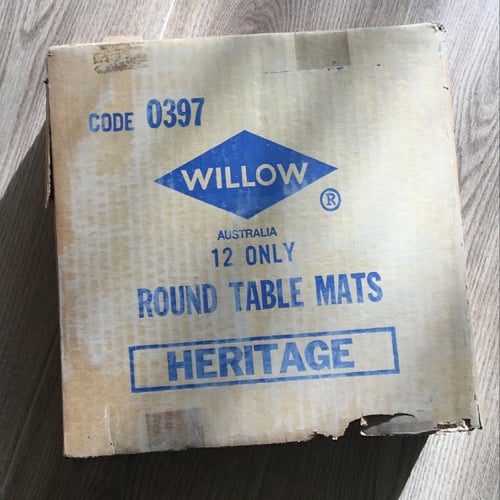 CODE 0397
WILLOW
®
AUSTRALIA
12 ONLY
ROUND TABLE MATS
HERITAGE